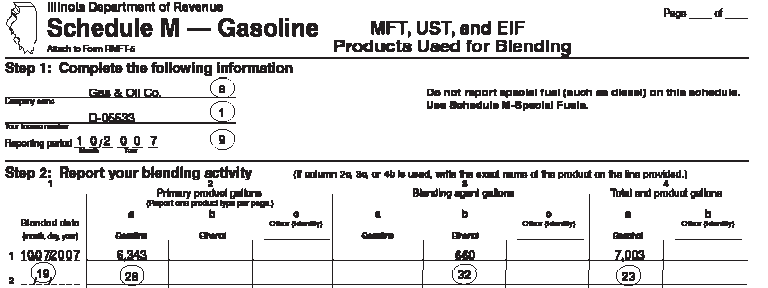 Illinois Department of Revenue
Schedule M — Gasoline
Attach to Form RMFT-5
MFT, UST, and EIF
Products Used for Blending
Page ____ of ____
Step 1: Complete the following information
Gas & Oil Co. 8
Company name
D-05533 1
Your license number
Reporting period 1 0/2 0 0 7 9
Month Year
Do not report special fuel (such as diesel) on this schedule.
Use Schedule M-Special Fuels.
Step 2: Report your blending activity (If column 2c, 3c, or 4b is used, write the exact name of the product on the line provided.)
1 2 3 4
Primary product gallons Blending agent gallons Total end product gallons
(Report one product type per page.)
a b c a b c a b
Blended date Other (identify) Other (identify) Other (identify)
(month, day, year) Gasoline Ethanol Gasoline Ethanol Gasohol
1 10072007 6,343 660 7,003
2 19 28 32 23